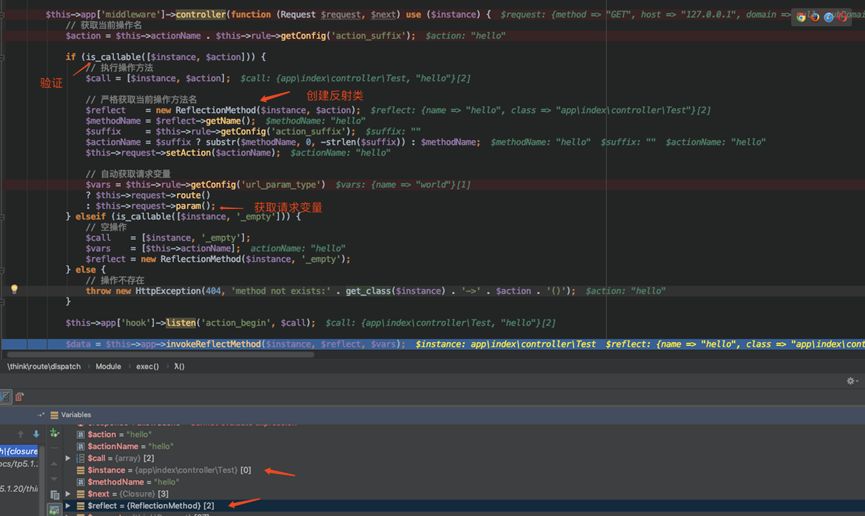 $this->app['middleware']->controller(function (Request $request, $next) use ($instance) {  $request: {method => "GET", host => "127.0.0.1", domain =>
// 获取当前操作名
$action = $this->actionName . $this->rule->getConfig('action_suffix');  $action: "hello"
if (is_callable([$instance, $action])) {
// 执行操作方法
验证
$call = [$instance, $action];  $call: {app\index\controller\Test, "hello"}[2]
// 严格获取当前操作方法名
创建反射类
$reflect    = new ReflectionMethod($instance, $action);  $reflect: {name => "hello", class => "app\index\controller\Test"}[2]
$methodName = $reflect->getName();  $methodName: "hello"
$suffix     = $this->rule->getConfig('action_suffix');  $suffix: ""
$actionName = $suffix ? substr($methodName, 0, -strlen($suffix)) : $methodName;  $methodName: "hello"  $suffix: ""  $actionName: "hello"
$this->request->setAction($actionName);  $actionName: "hello"
// 自动获取请求变量
$vars = $this->rule->getConfig('url_param_type')  $vars: {name => "world"}[1]
? $this->request->route()
: $this->request->param();  获取请求变量
} elseif (is_callable([$instance, '_empty'])) {
// 空操作
$call    = [$instance, '_empty'];
$vars    = [$this->actionName];  actionName: "hello"
$reflect = new ReflectionMethod($instance, '_empty');
} else {
// 操作不存在
throw new HttpException(404, 'method not exists:' . get_class($instance) . '->' . $action . '()');  $action: "hello"
}
$this->app['hook']->listen('action_begin', $call);  $call: {app\index\controller\Test, "hello"}[2]
$data = $this->app->invokeReflectMethod($instance, $reflect, $vars);  $instance: app\index\controller\Test  $reflect: {name => "hello", class => "app\index\cont
\think\route\dispatch › Module › exec() › λ()
Variables
$action = "hello"
$actionName = "hello"
h\{closure
$call = {array} [2]
ocs/tp5.1..
$instance = {app\index\controller\Test} [0]
$methodName = "hello"
5.1.20/thin
$next = {Closure} [3]
$reflect = {ReflectionMethod} [2]